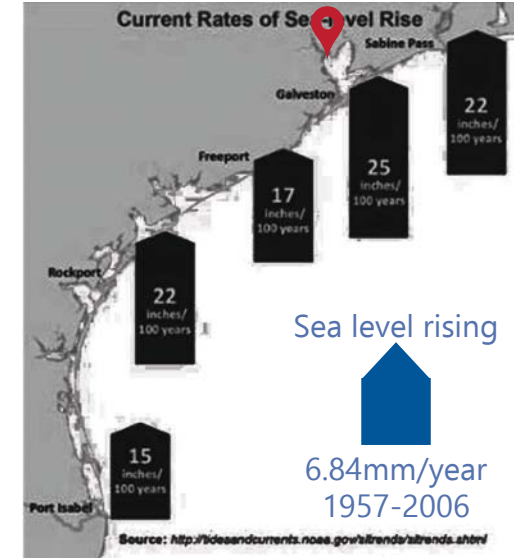 Current Rates of Sea-level Rise
Sabine Pass
Galveston
22
inches/
100 years
25
inches/
100 years
Freeport
17
inches/
100 years
Rockport
22
inches/
100 years
Sea level rising
6.84mm/year
1957-2006
15
inches/
100 years
Port Isabel
Source: http://tidesandcurrents.noaa.gov/sltrends/sltrends.shtml